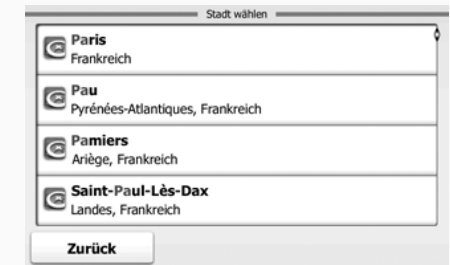 Stadt wählen
Paris
Frankreich
Pau
Pyrénées-Atlantiques, Frankreich
Pamiers
Ariège, Frankreich
Saint-Paul-Lès-Dax
Landes, Frankreich
Zurück